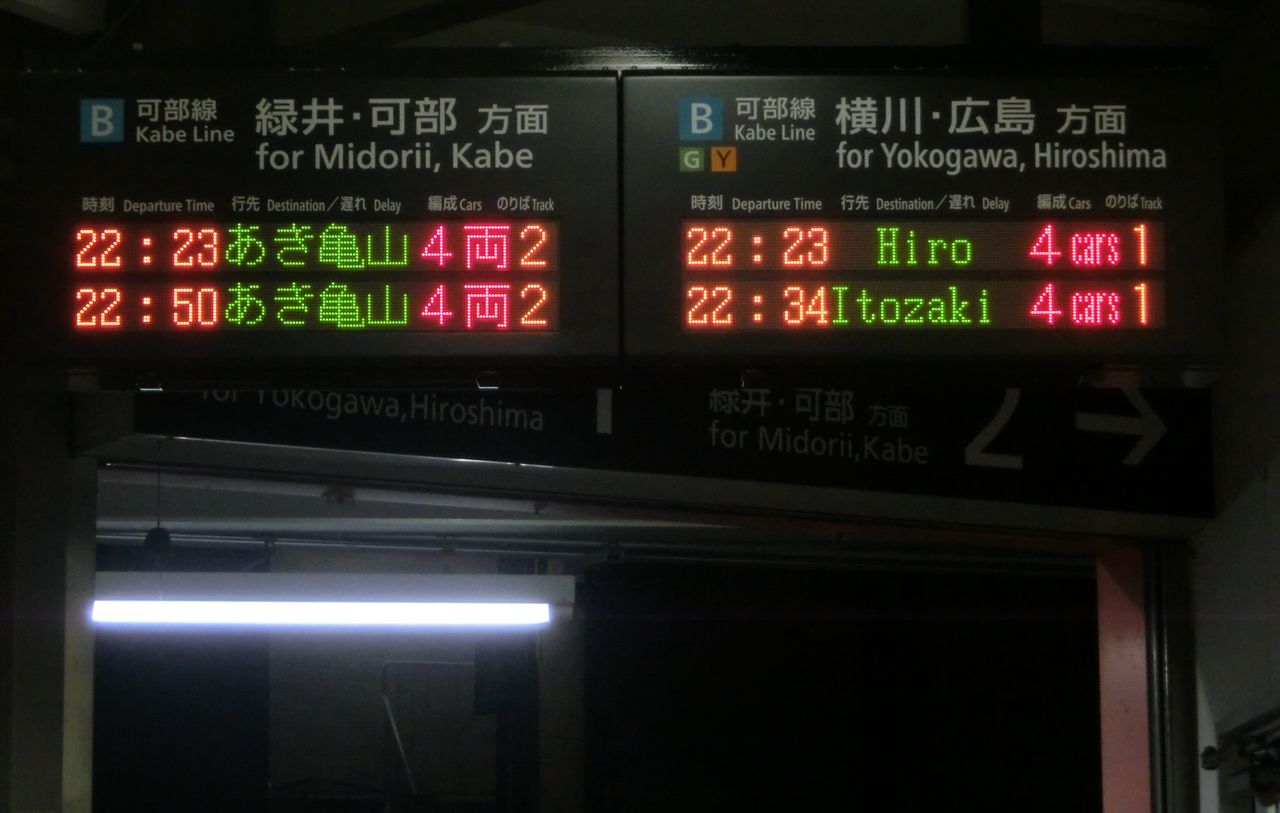 B 可部線 緑井・可部 方面
Kabe Line for Midorii, Kabe
時刻 Departure Time 行先 Destination／遅れ Delay 編成 Cars のりば Track
22:23 あき亀山 4両 2
22:50 あき亀山 4両 2
B 可部線 横川・広島 方面
G Y Kabe Line for Yokogawa, Hiroshima
時刻 Departure Time 行先 Destination／遅れ Delay 編成 Cars のりば Track
22:23 Hiro 4 cars 1
22:34 Itozaki 4 cars 1
for Yokogawa,Hiroshima 1
緑井・可部 方面 2 →
for Midorii,Kabe